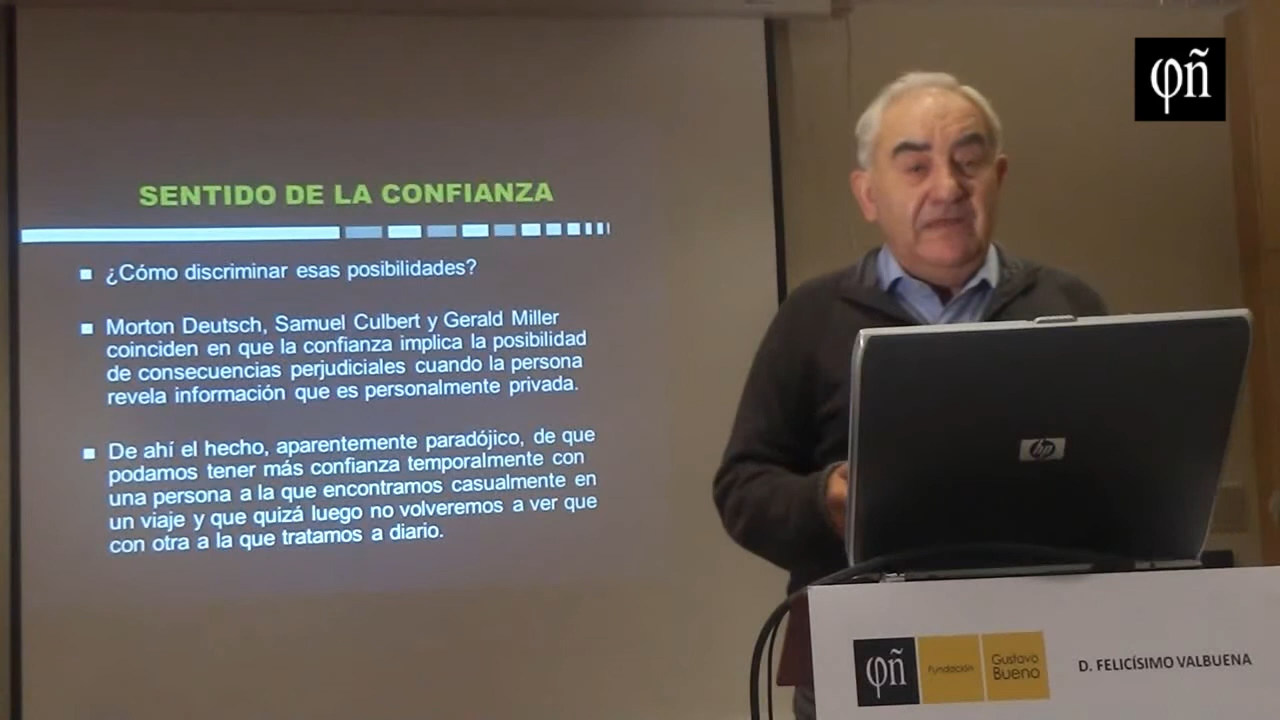 φñ
SENTIDO DE LA CONFIANZA
¿Cómo discriminar esas posibilidades?
Morton Deutsch, Samuel Culbert y Gerald Miller
coinciden en que la confianza implica la posibilidad
de consecuencias perjudiciales cuando la persona
revela información que es personalmente privada.
De ahí el hecho, aparentemente paradójico, de que
podamos tener más confianza temporalmente con
una persona a la que encontramos casualmente en
un viaje y que quizá luego no volveremos a ver que
con otra a la que tratamos a diario.
hp
φñ
Fundación
Gustavo
Bueno
D. FELICÍSIMO VALBUENA